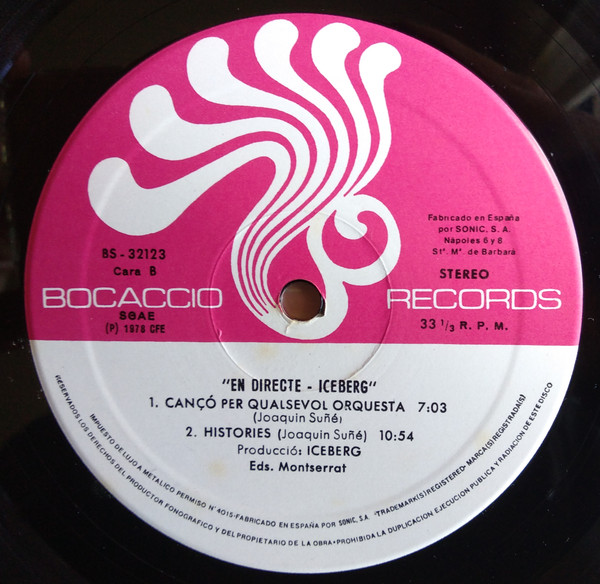 BS - 32123
Cara B
Fabricado en España
por SONIC, S. A.
Nápoles 6 y 8
Stª. Mª. de Barbará
STEREO
BOCACCIO RECORDS
SGAE
(P) 1978 CFE
33 1/3 R. P. M.
"EN DIRECTE - ICEBERG"
1. CANÇÓ PER QUALSEVOL ORQUESTA 7:03
(Joaquin Suñé)
2. HISTORIES (Joaquin Suñé) 10:54
Producció: ICEBERG
Eds. Montserrat
IMPUESTO DE LUJO A METALICO PERMISO Nº 4015 - FABRICADO EN ESPAÑA POR SONIC, S.A. - TRADEMARK(S) REGISTERED - MARCA(S) REGISTRADA(S)
RESERVADOS LOS DERECHOS DEL PRODUCTOR FONOGRAFICO Y DEL PROPIETARIO DE LA OBRA - PROHIBIDA LA DUPLICACION EJECUCION PUBLICA Y RADIACION DE ESTE DISCO